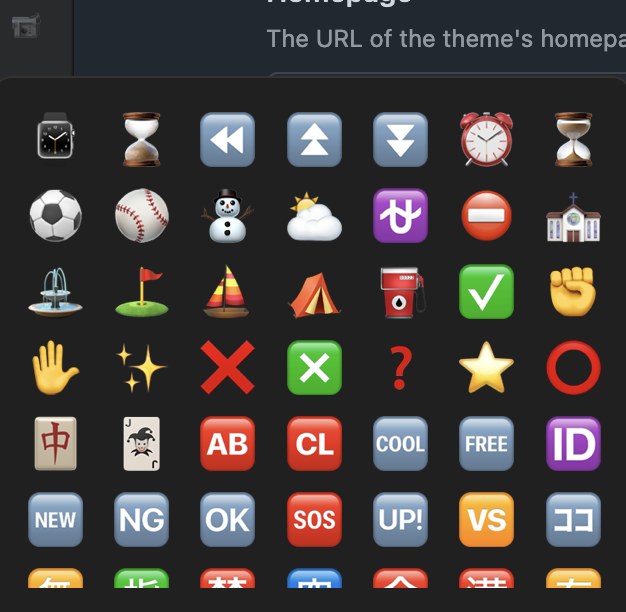 Homepage
The URL of the theme's homepa
中 J J AB CL COOL FREE ID
NEW NG OK SOS UP! VS ココ